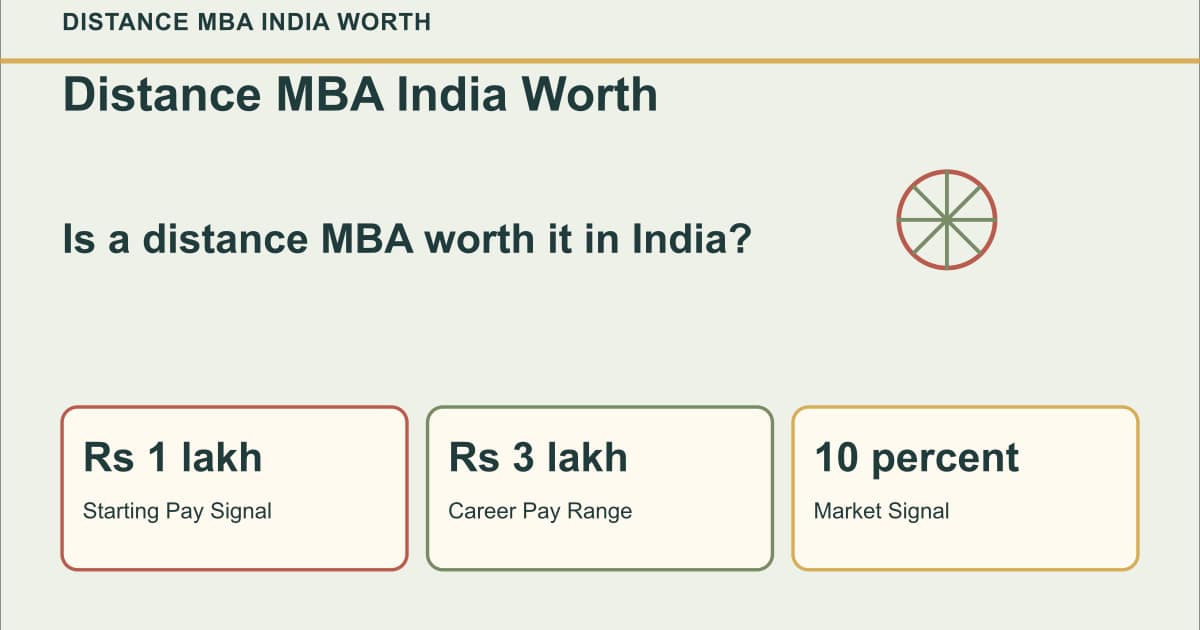 DISTANCE MBA INDIA WORTH
Distance MBA India Worth
Is a distance MBA worth it in India?
Rs 1 lakh
Starting Pay Signal
Rs 3 lakh
Career Pay Range
10 percent
Market Signal